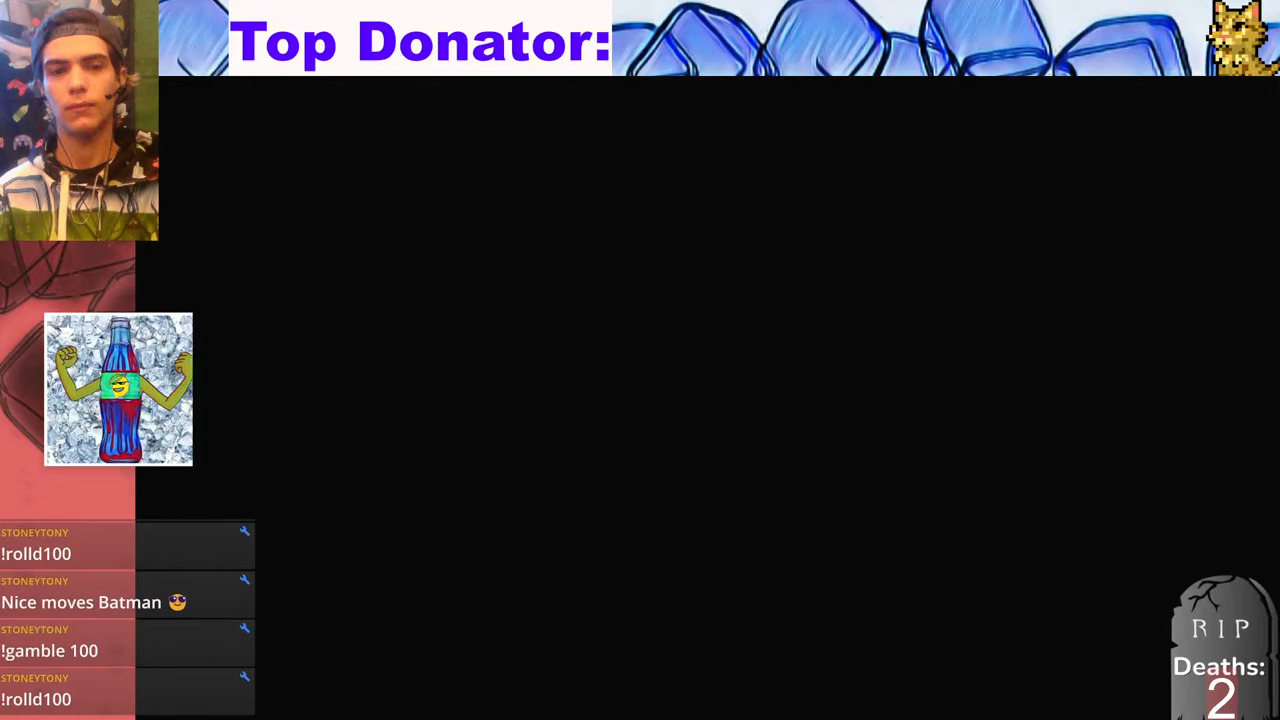 Top Donator:
STONEYTONY
!rolld100
STONEYTONY
Nice moves Batman 😎
STONEYTONY
!gamble 100
STONEYTONY
!rolld100
RIP
Deaths:
2